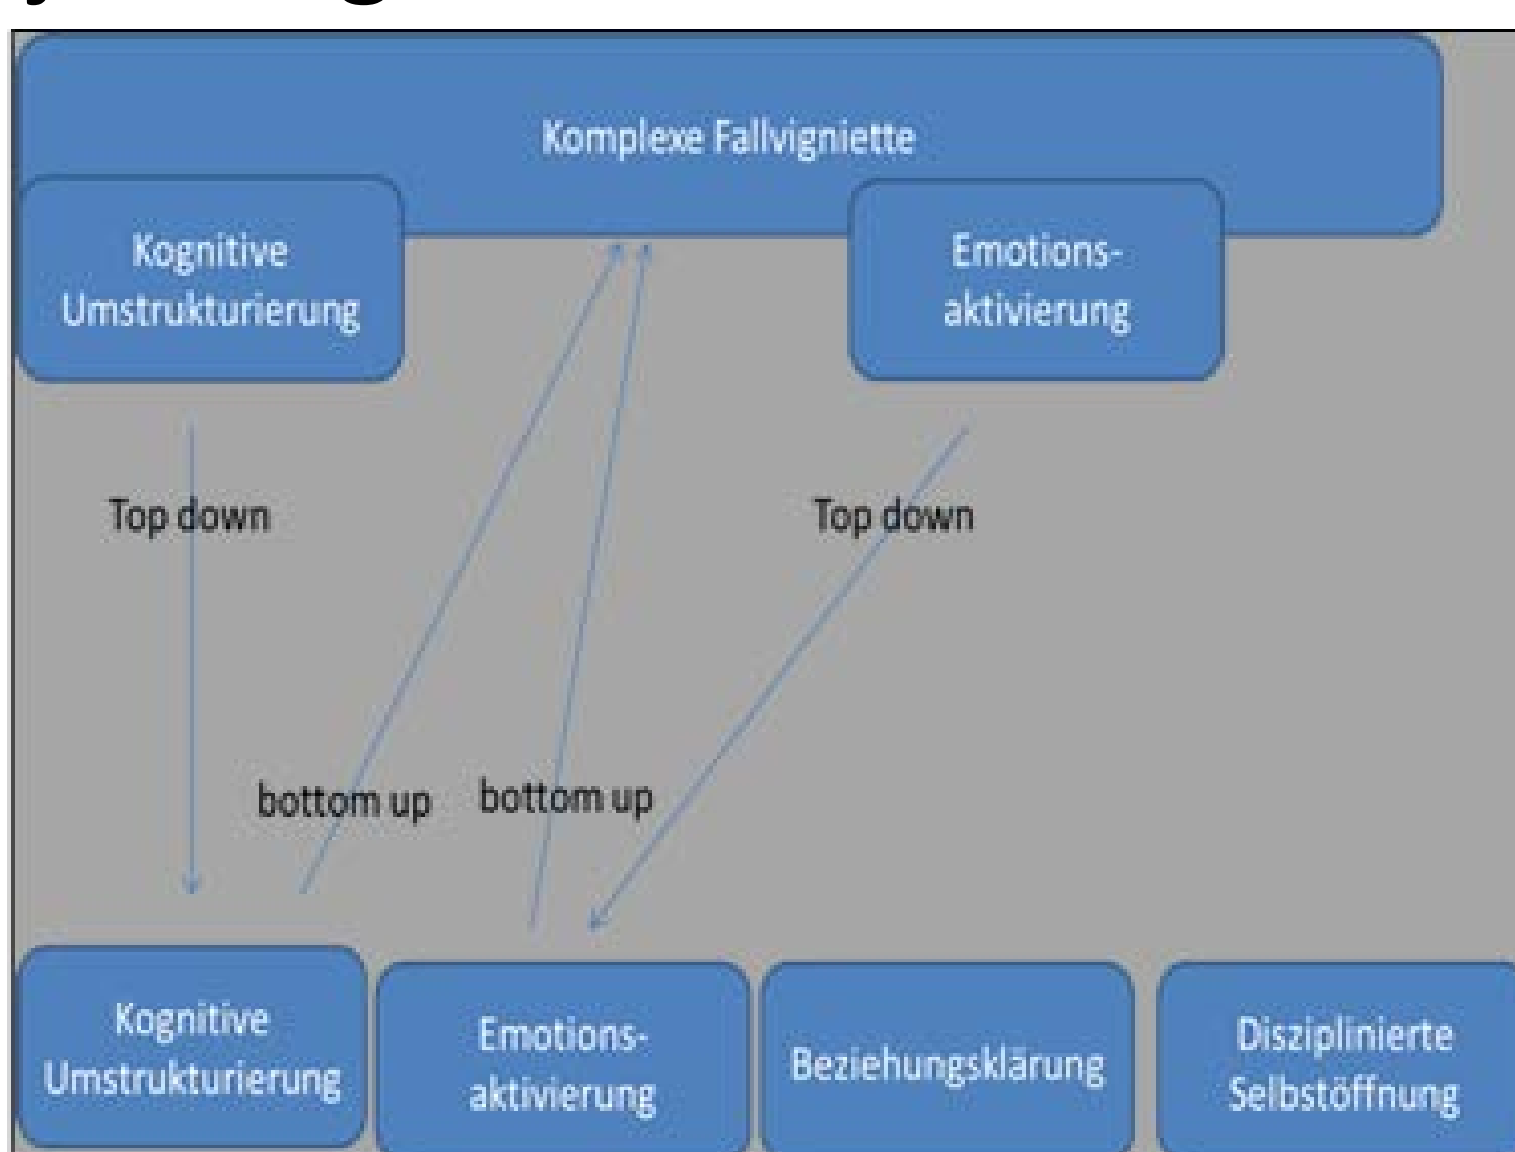 Komplexe Fallvigniette
Kognitive
Umstrukturierung
Emotions-
aktivierung
Top down
Top down
bottom up
bottom up
Kognitive
Umstrukturierung
Emotions-
aktivierung
Beziehungsklärung
Disziplinierte
Selbstöffnung